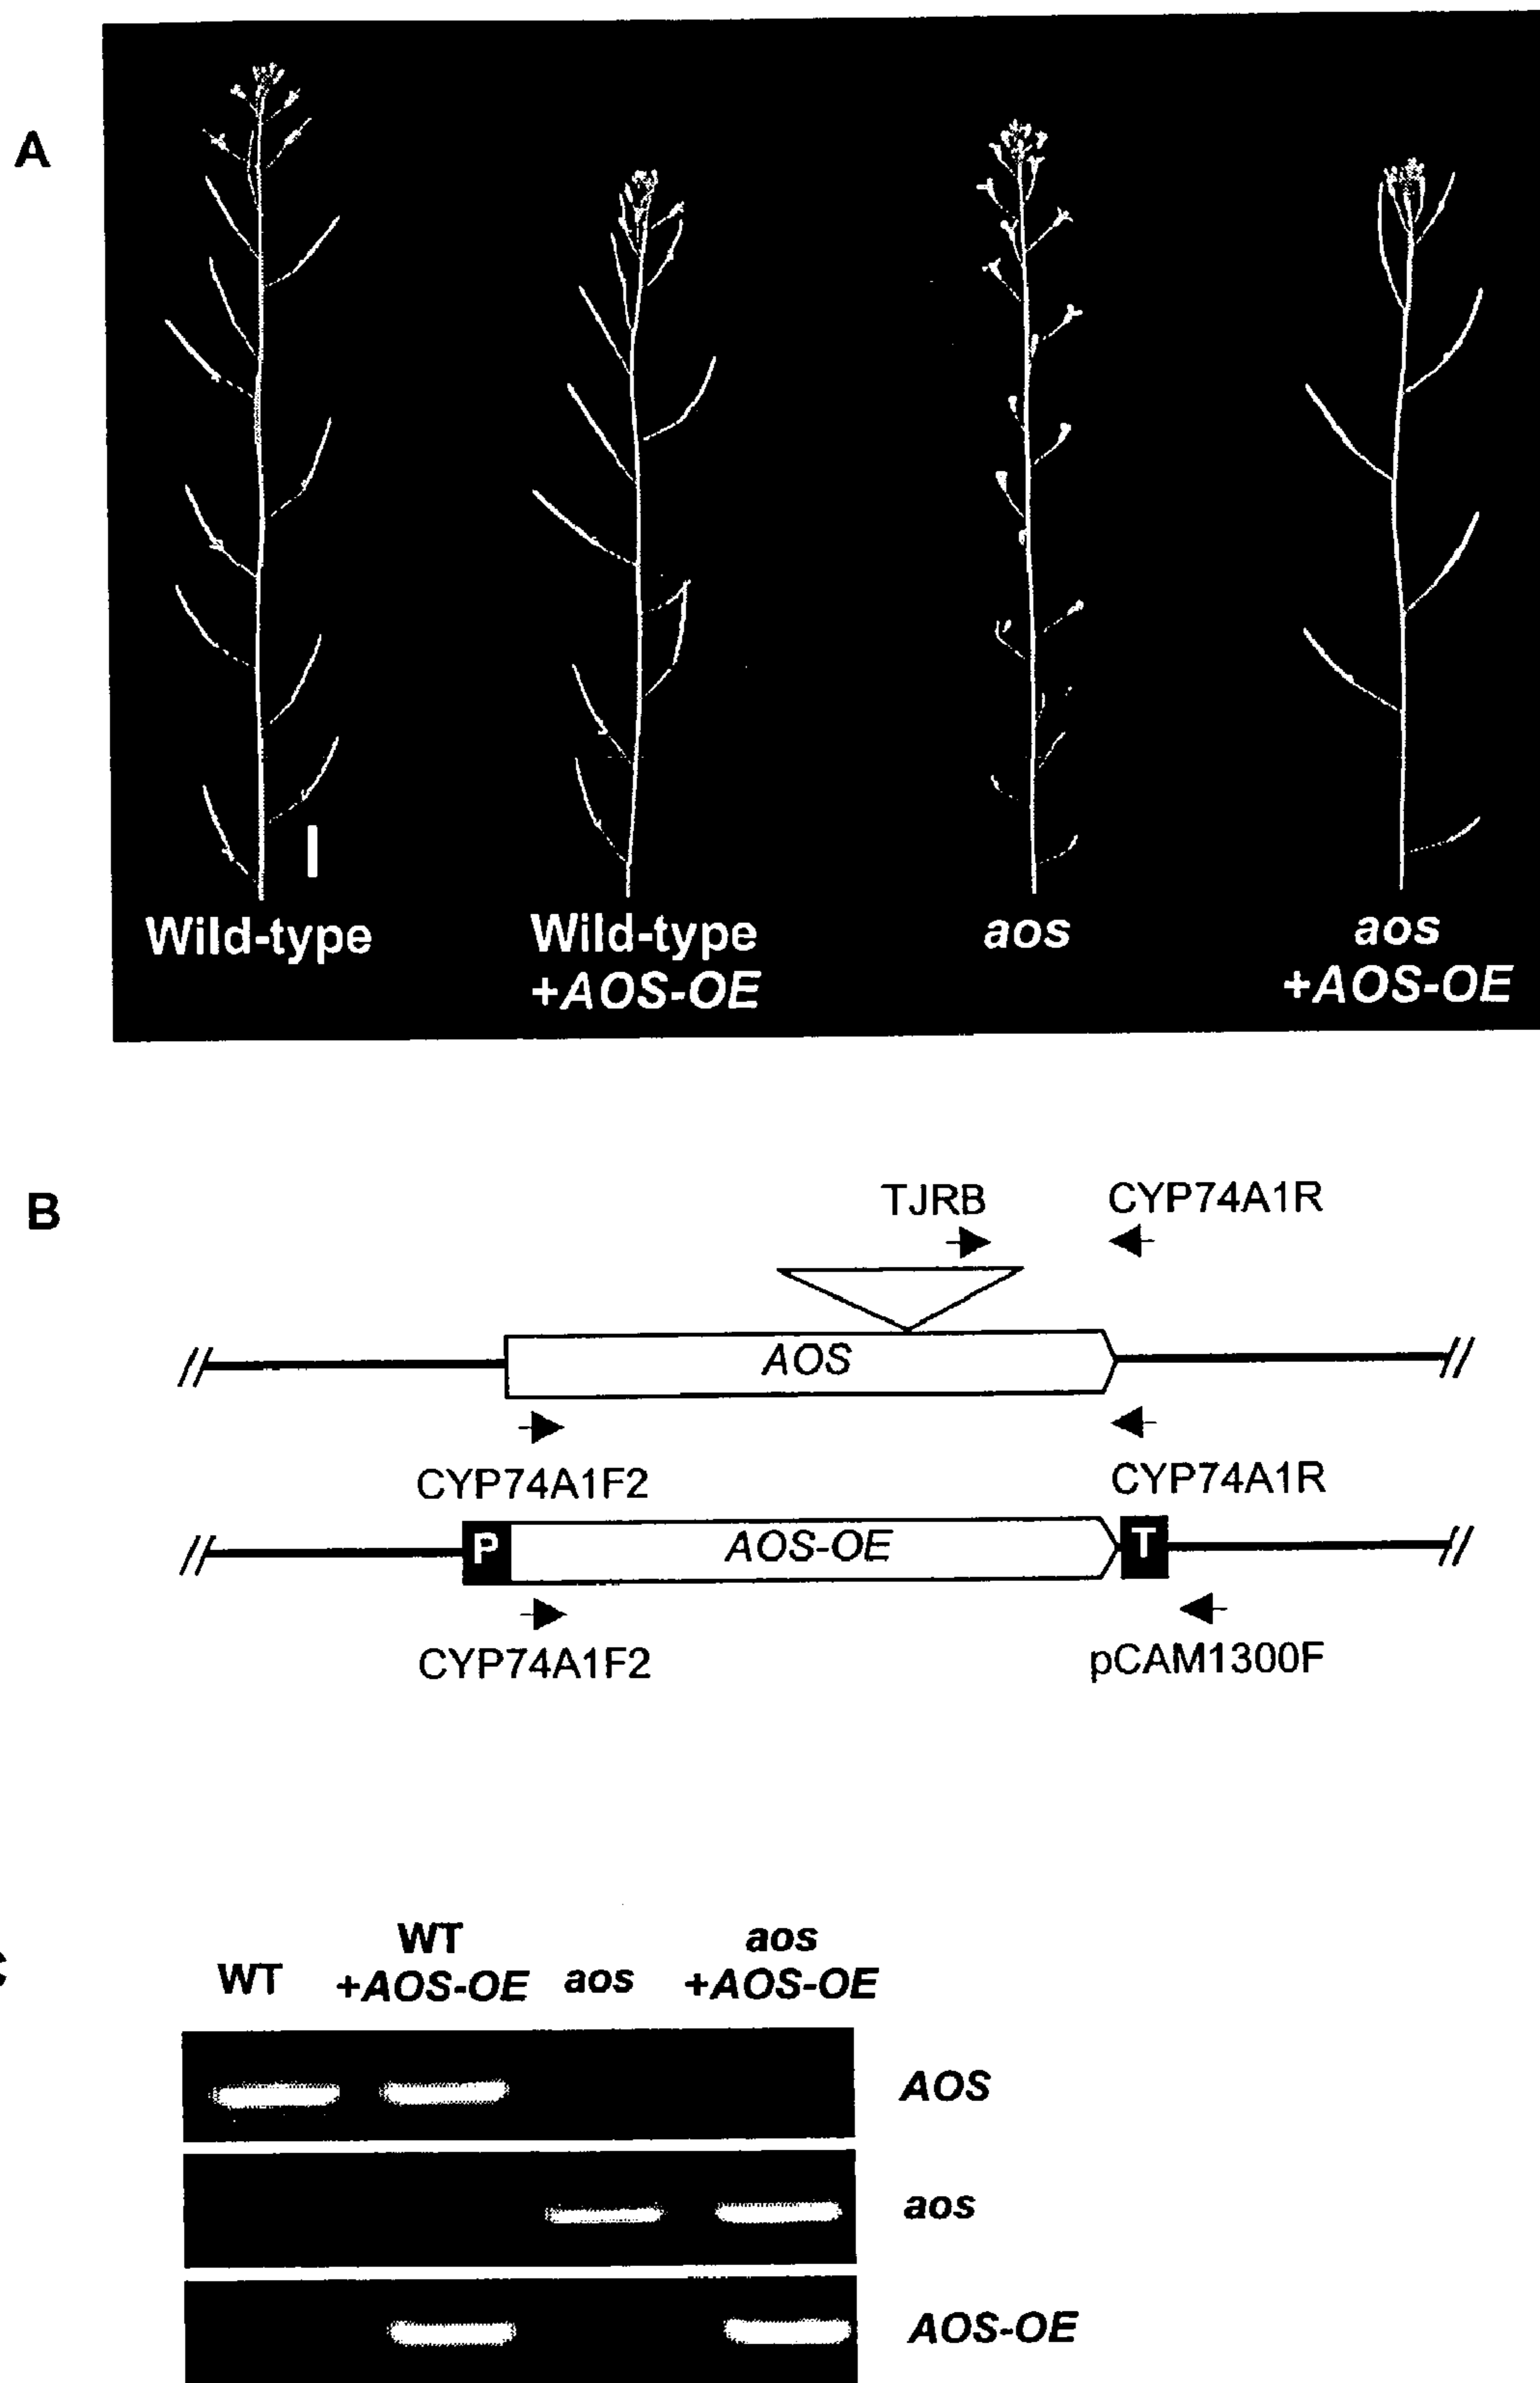 A
Wild-type
Wild-type
+AOS-OE
aos
aos
+AOS-OE
B
TJRB
CYP74A1R
AOS
CYP74A1F2
CYP74A1R
P
AOS-OE
T
CYP74A1F2
pCAM1300F
WT
WT
+AOS-OE
aos
aos
+AOS-OE
AOS
aos
AOS-OE